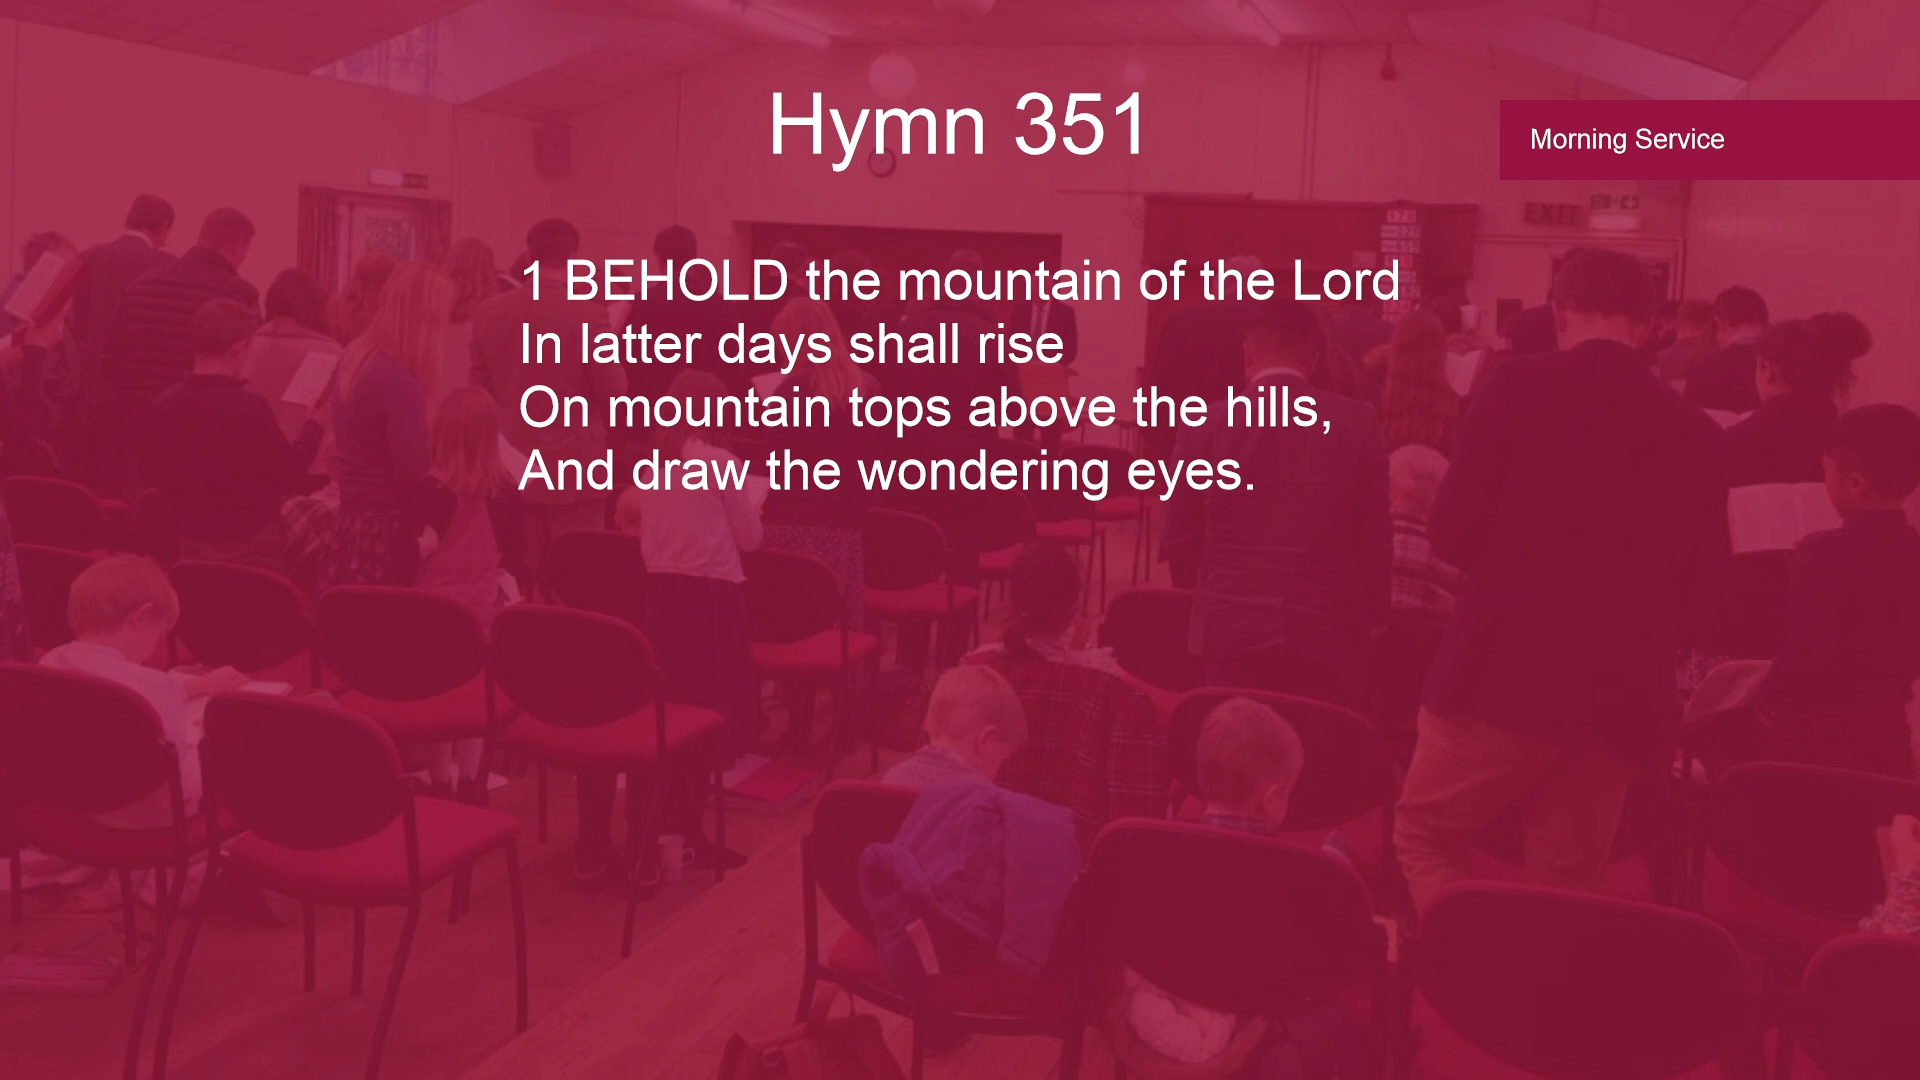 Hymn 351
Morning Service
1 BEHOLD the mountain of the Lord
In latter days shall rise
On mountain tops above the hills,
And draw the wondering eyes.
EXIT